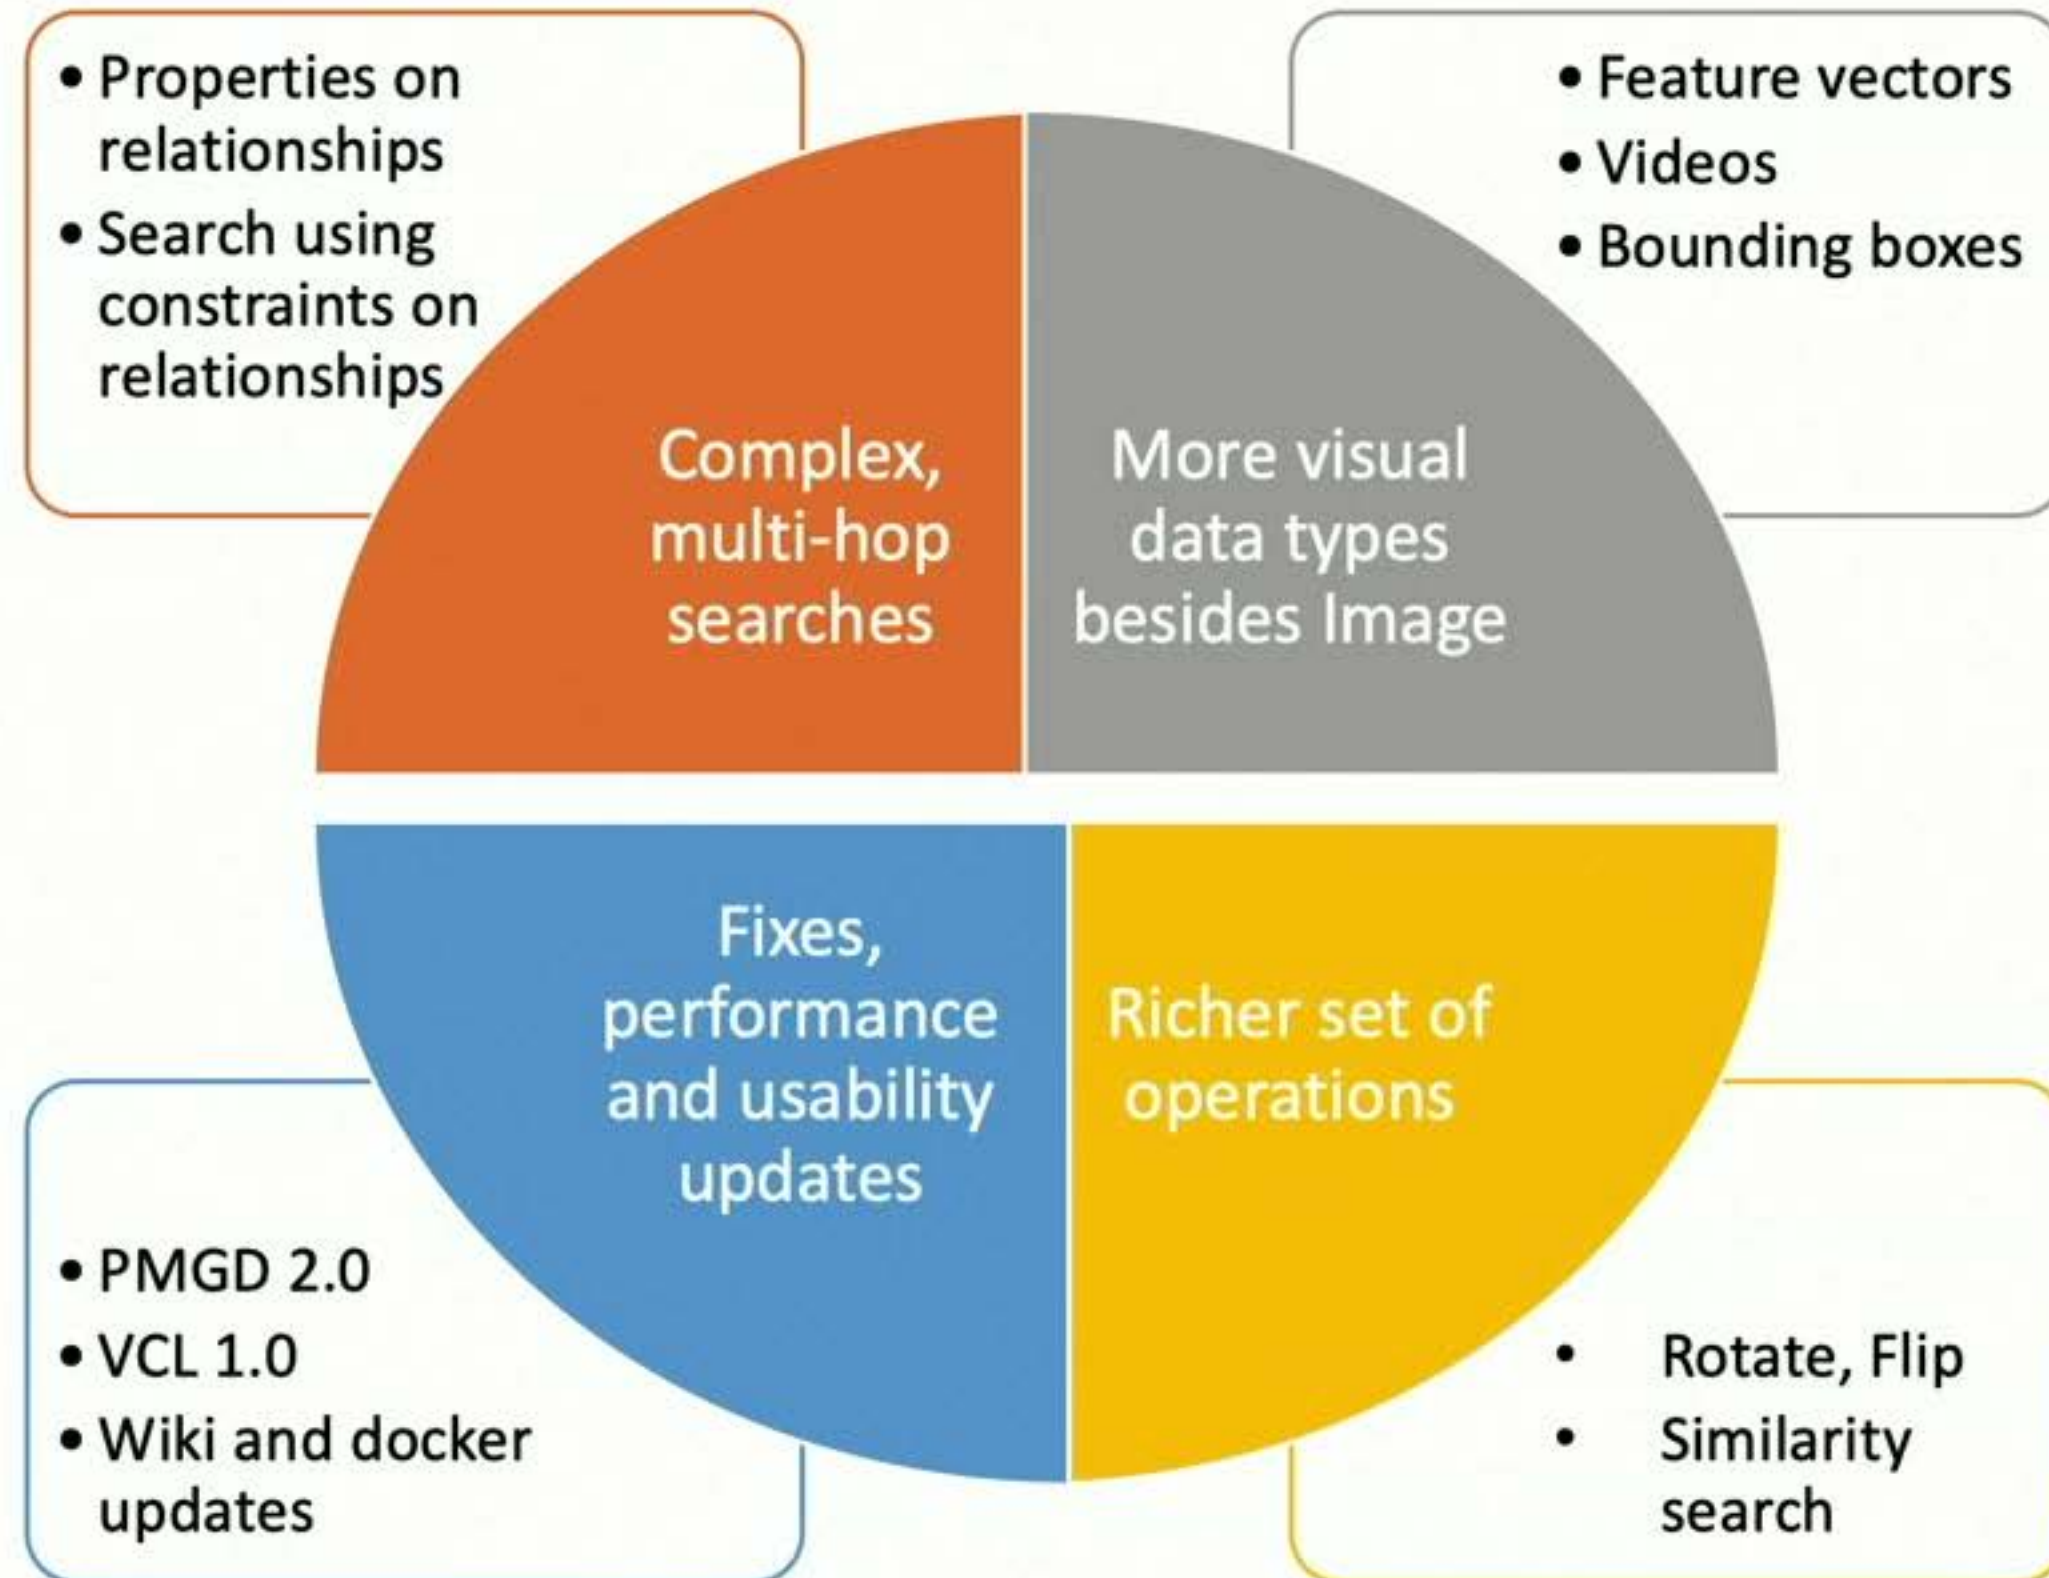 • Properties on
relationships
• Search using
constraints on
relationships
• Feature vectors
• Videos
• Bounding boxes
Complex,
multi-hop
searches
More visual
data types
besides Image
Fixes,
performance
and usability
updates
Richer set of
operations
• PMGD 2.0
• VCL 1.0
• Wiki and docker
updates
• Rotate, Flip
• Similarity
search